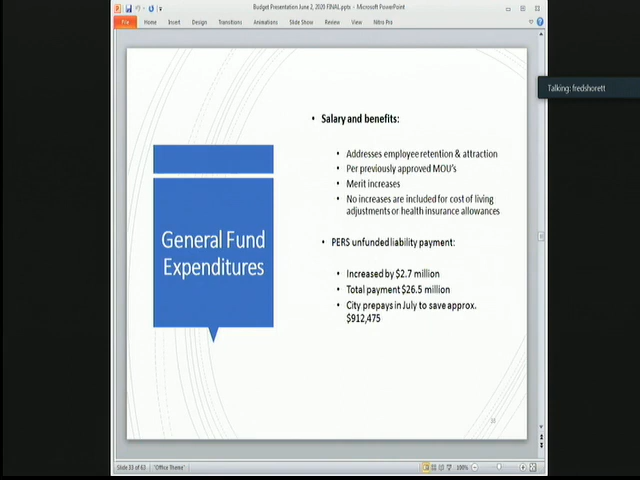 Budget Presentation June 2, 2020 FINAL.pptx - Microsoft PowerPoint
File Home Insert Design Transitions Animations Slide Show Review View Nitro Pro
Talking: fredshorett
• Salary and benefits:
• Addresses employee retention & attraction
• Per previously approved MOU's
• Merit increases
• No increases are included for cost of living
adjustments or health insurance allowances
General Fund
Expenditures
• PERS unfunded liability payment:
• Increased by $2.7 million
• Total payment $26.5 million
• City prepays in July to save approx.
$912,475
33
Slide 33 of 63 "Office Theme" 100%